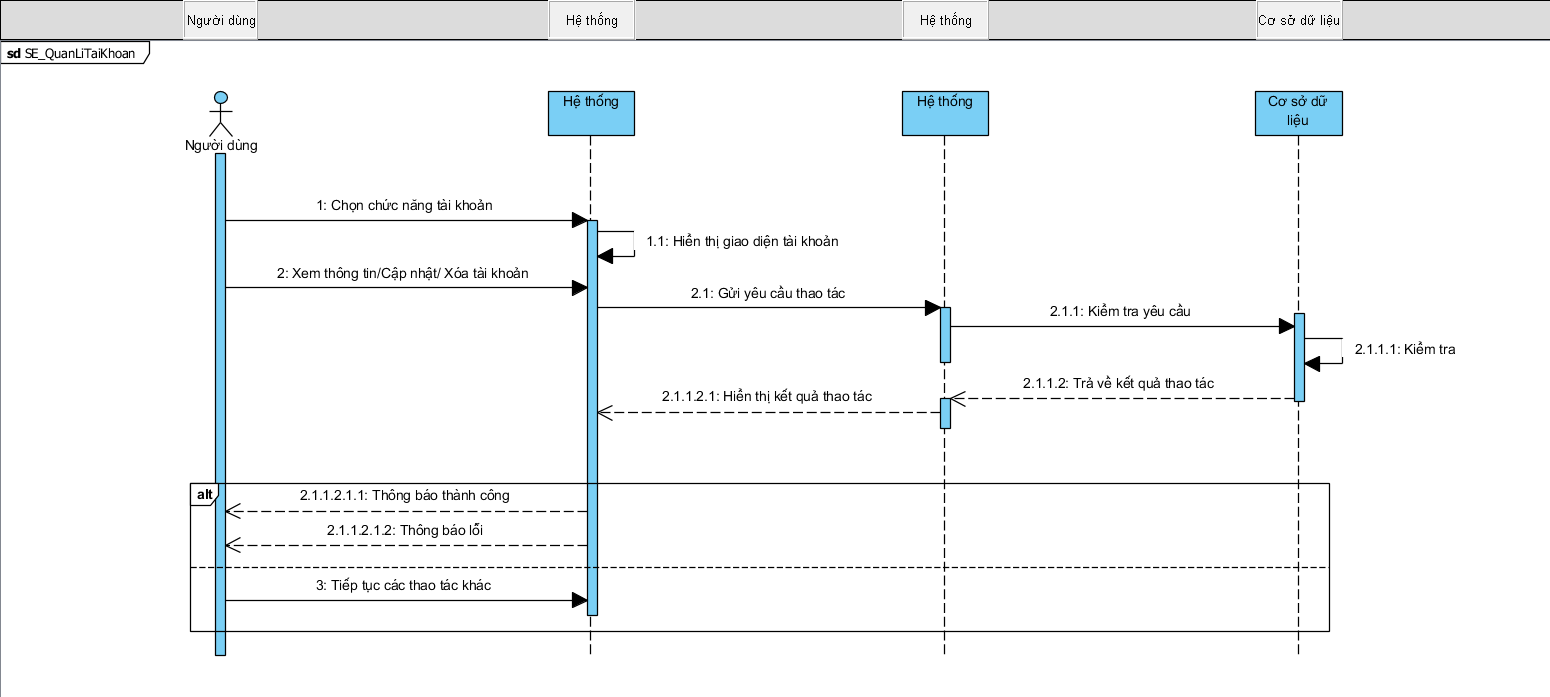 Người dùng
Hệ thống
Hệ thống
Cơ sở dữ liệu
sd SE_QuanLiTaiKhoan
Hệ thống
Hệ thống
Cơ sở dữ
liệu
Người dùng
1: Chọn chức năng tài khoản
1.1: Hiển thị giao diện tài khoản
2: Xem thông tin/Cập nhật/ Xóa tài khoản
2.1: Gửi yêu cầu thao tác
2.1.1: Kiểm tra yêu cầu
2.1.1.1: Kiểm tra
2.1.1.2: Trả về kết quả thao tác
2.1.1.2.1: Hiển thị kết quả thao tác
alt
2.1.1.2.1.1: Thông báo thành công
2.1.1.2.1.2: Thông báo lỗi
3: Tiếp tục các thao tác khác